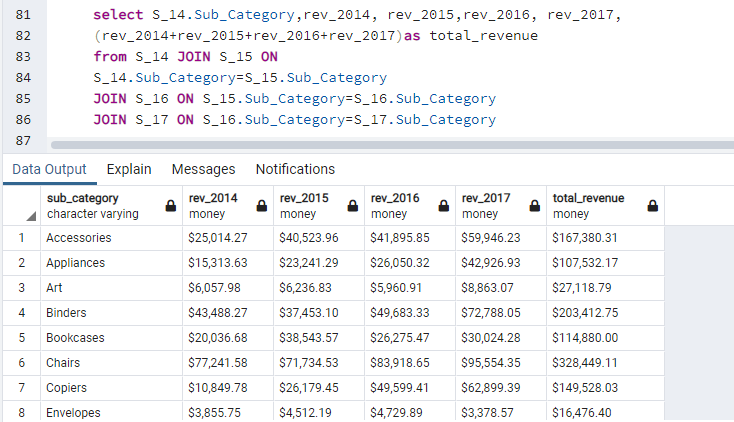 81 select S_14.Sub_Category,rev_2014, rev_2015,rev_2016, rev_2017,
82 (rev_2014+rev_2015+rev_2016+rev_2017)as total_revenue
83 from S_14 JOIN S_15 ON
84 S_14.Sub_Category=S_15.Sub_Category
85 JOIN S_16 ON S_15.Sub_Category=S_16.Sub_Category
86 JOIN S_17 ON S_16.Sub_Category=S_17.Sub_Category
87
Data Output Explain Messages Notifications
sub_category rev_2014 rev_2015 rev_2016 rev_2017 total_revenue
character varying money money money money money
1 Accessories $25,014.27 $40,523.96 $41,895.85 $59,946.23 $167,380.31
2 Appliances $15,313.63 $23,241.29 $26,050.32 $42,926.93 $107,532.17
3 Art $6,057.98 $6,236.83 $5,960.91 $8,863.07 $27,118.79
4 Binders $43,488.27 $37,453.10 $49,683.33 $72,788.05 $203,412.75
5 Bookcases $20,036.68 $38,543.57 $26,275.47 $30,024.28 $114,880.00
6 Chairs $77,241.58 $71,734.53 $83,918.65 $95,554.35 $328,449.11
7 Copiers $10,849.78 $26,179.45 $49,599.41 $62,899.39 $149,528.03
8 Envelopes $3,855.75 $4,512.19 $4,729.89 $3,378.57 $16,476.40